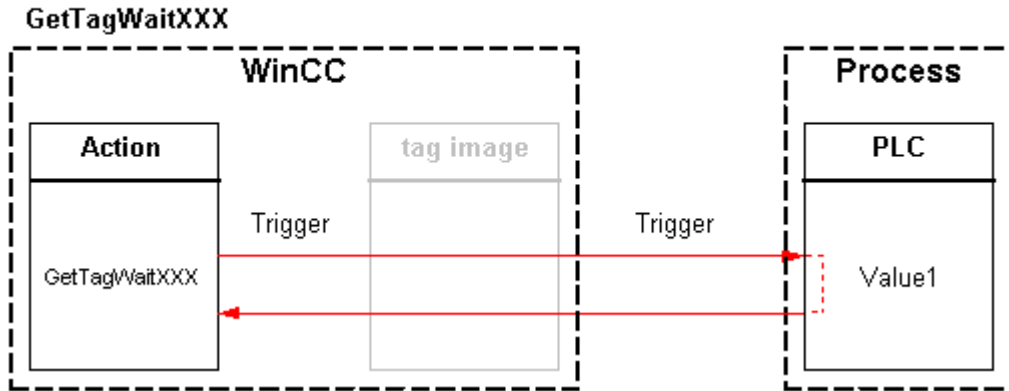 GetTagWaitXXX
WinCC
Process
Action
tag image
PLC
Trigger
Trigger
GetTagWaitXXX
Value1